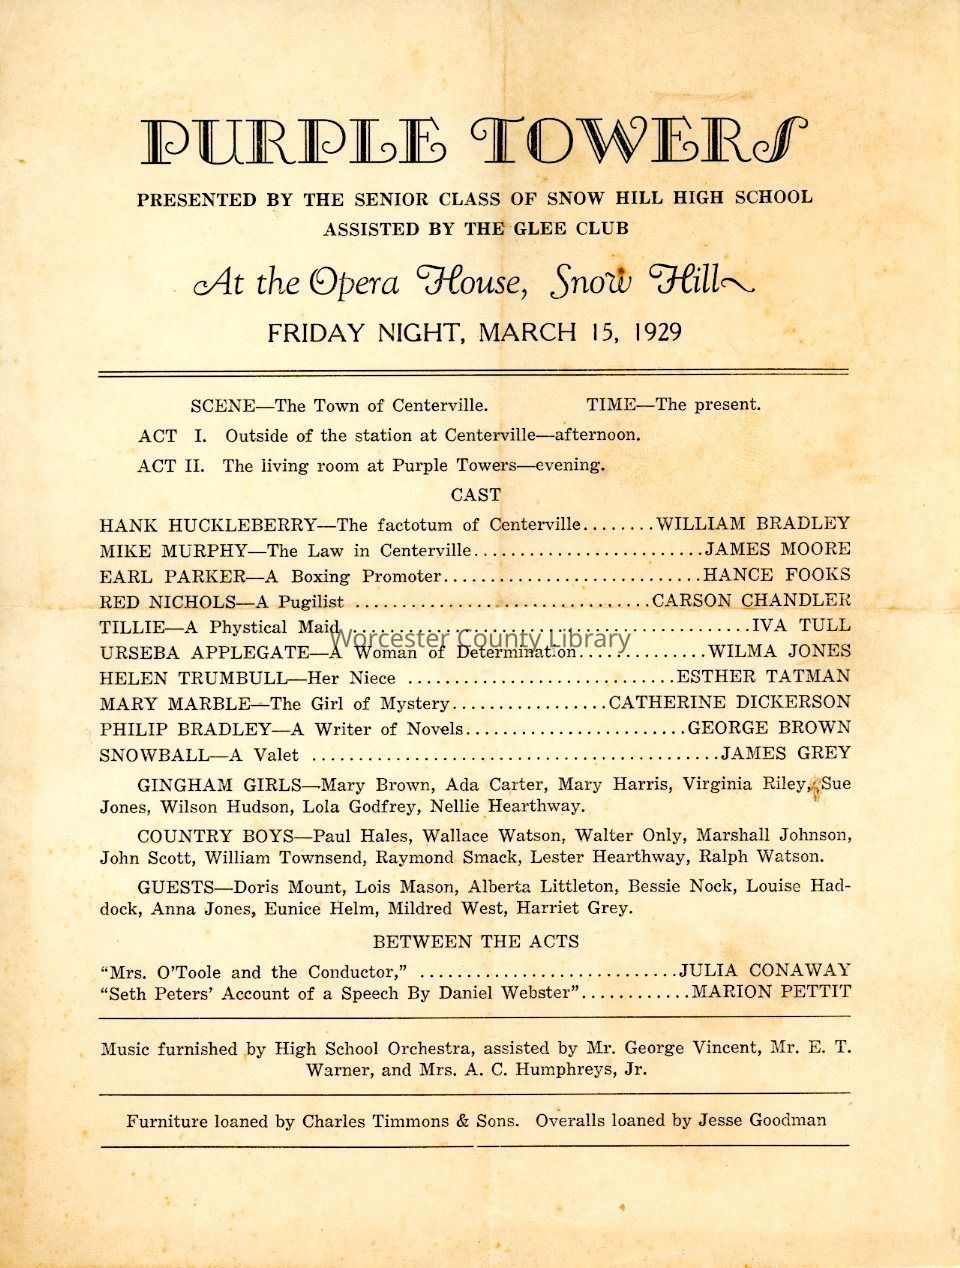 PURPLE TOWERS
PRESENTED BY THE SENIOR CLASS OF SNOW HILL HIGH SCHOOL
ASSISTED BY THE GLEE CLUB
At the Opera House, Snow Hill
FRIDAY NIGHT, MARCH 15, 1929
SCENE—The Town of Centerville. TIME—The present.
ACT I. Outside of the station at Centerville—afternoon.
ACT II. The living room at Purple Towers—evening.
CAST
HANK HUCKLEBERRY—The factotum of Centerville........WILLIAM BRADLEY
MIKE MURPHY—The Law in Centerville.........................JAMES MOORE
EARL PARKER—A Boxing Promoter............................HANCE FOOKS
RED NICHOLS—A Pugilist ................................CARSON CHANDLER
TILLIE—A Phystical Maid............................................IVA TULL
Worcester County Library
URSEBA APPLEGATE—A Woman of Determination..............WILMA JONES
HELEN TRUMBULL—Her Niece .............................ESTHER TATMAN
MARY MARBLE—The Girl of Mystery.................CATHERINE DICKERSON
PHILIP BRADLEY—A Writer of Novels........................GEORGE BROWN
SNOWBALL—A Valet ............................................JAMES GREY
GINGHAM GIRLS—Mary Brown, Ada Carter, Mary Harris, Virginia Riley, Sue
Jones, Wilson Hudson, Lola Godfrey, Nellie Hearthway.
COUNTRY BOYS—Paul Hales, Wallace Watson, Walter Only, Marshall Johnson,
John Scott, William Townsend, Raymond Smack, Lester Hearthway, Ralph Watson.
GUESTS—Doris Mount, Lois Mason, Alberta Littleton, Bessie Nock, Louise Had-
dock, Anna Jones, Eunice Helm, Mildred West, Harriet Grey.
BETWEEN THE ACTS
“Mrs. O'Toole and the Conductor,” ............................JULIA CONAWAY
“Seth Peters' Account of a Speech By Daniel Webster”............MARION PETTIT
Music furnished by High School Orchestra, assisted by Mr. George Vincent, Mr. E. T.
Warner, and Mrs. A. C. Humphreys, Jr.
Furniture loaned by Charles Timmons & Sons. Overalls loaned by Jesse Goodman